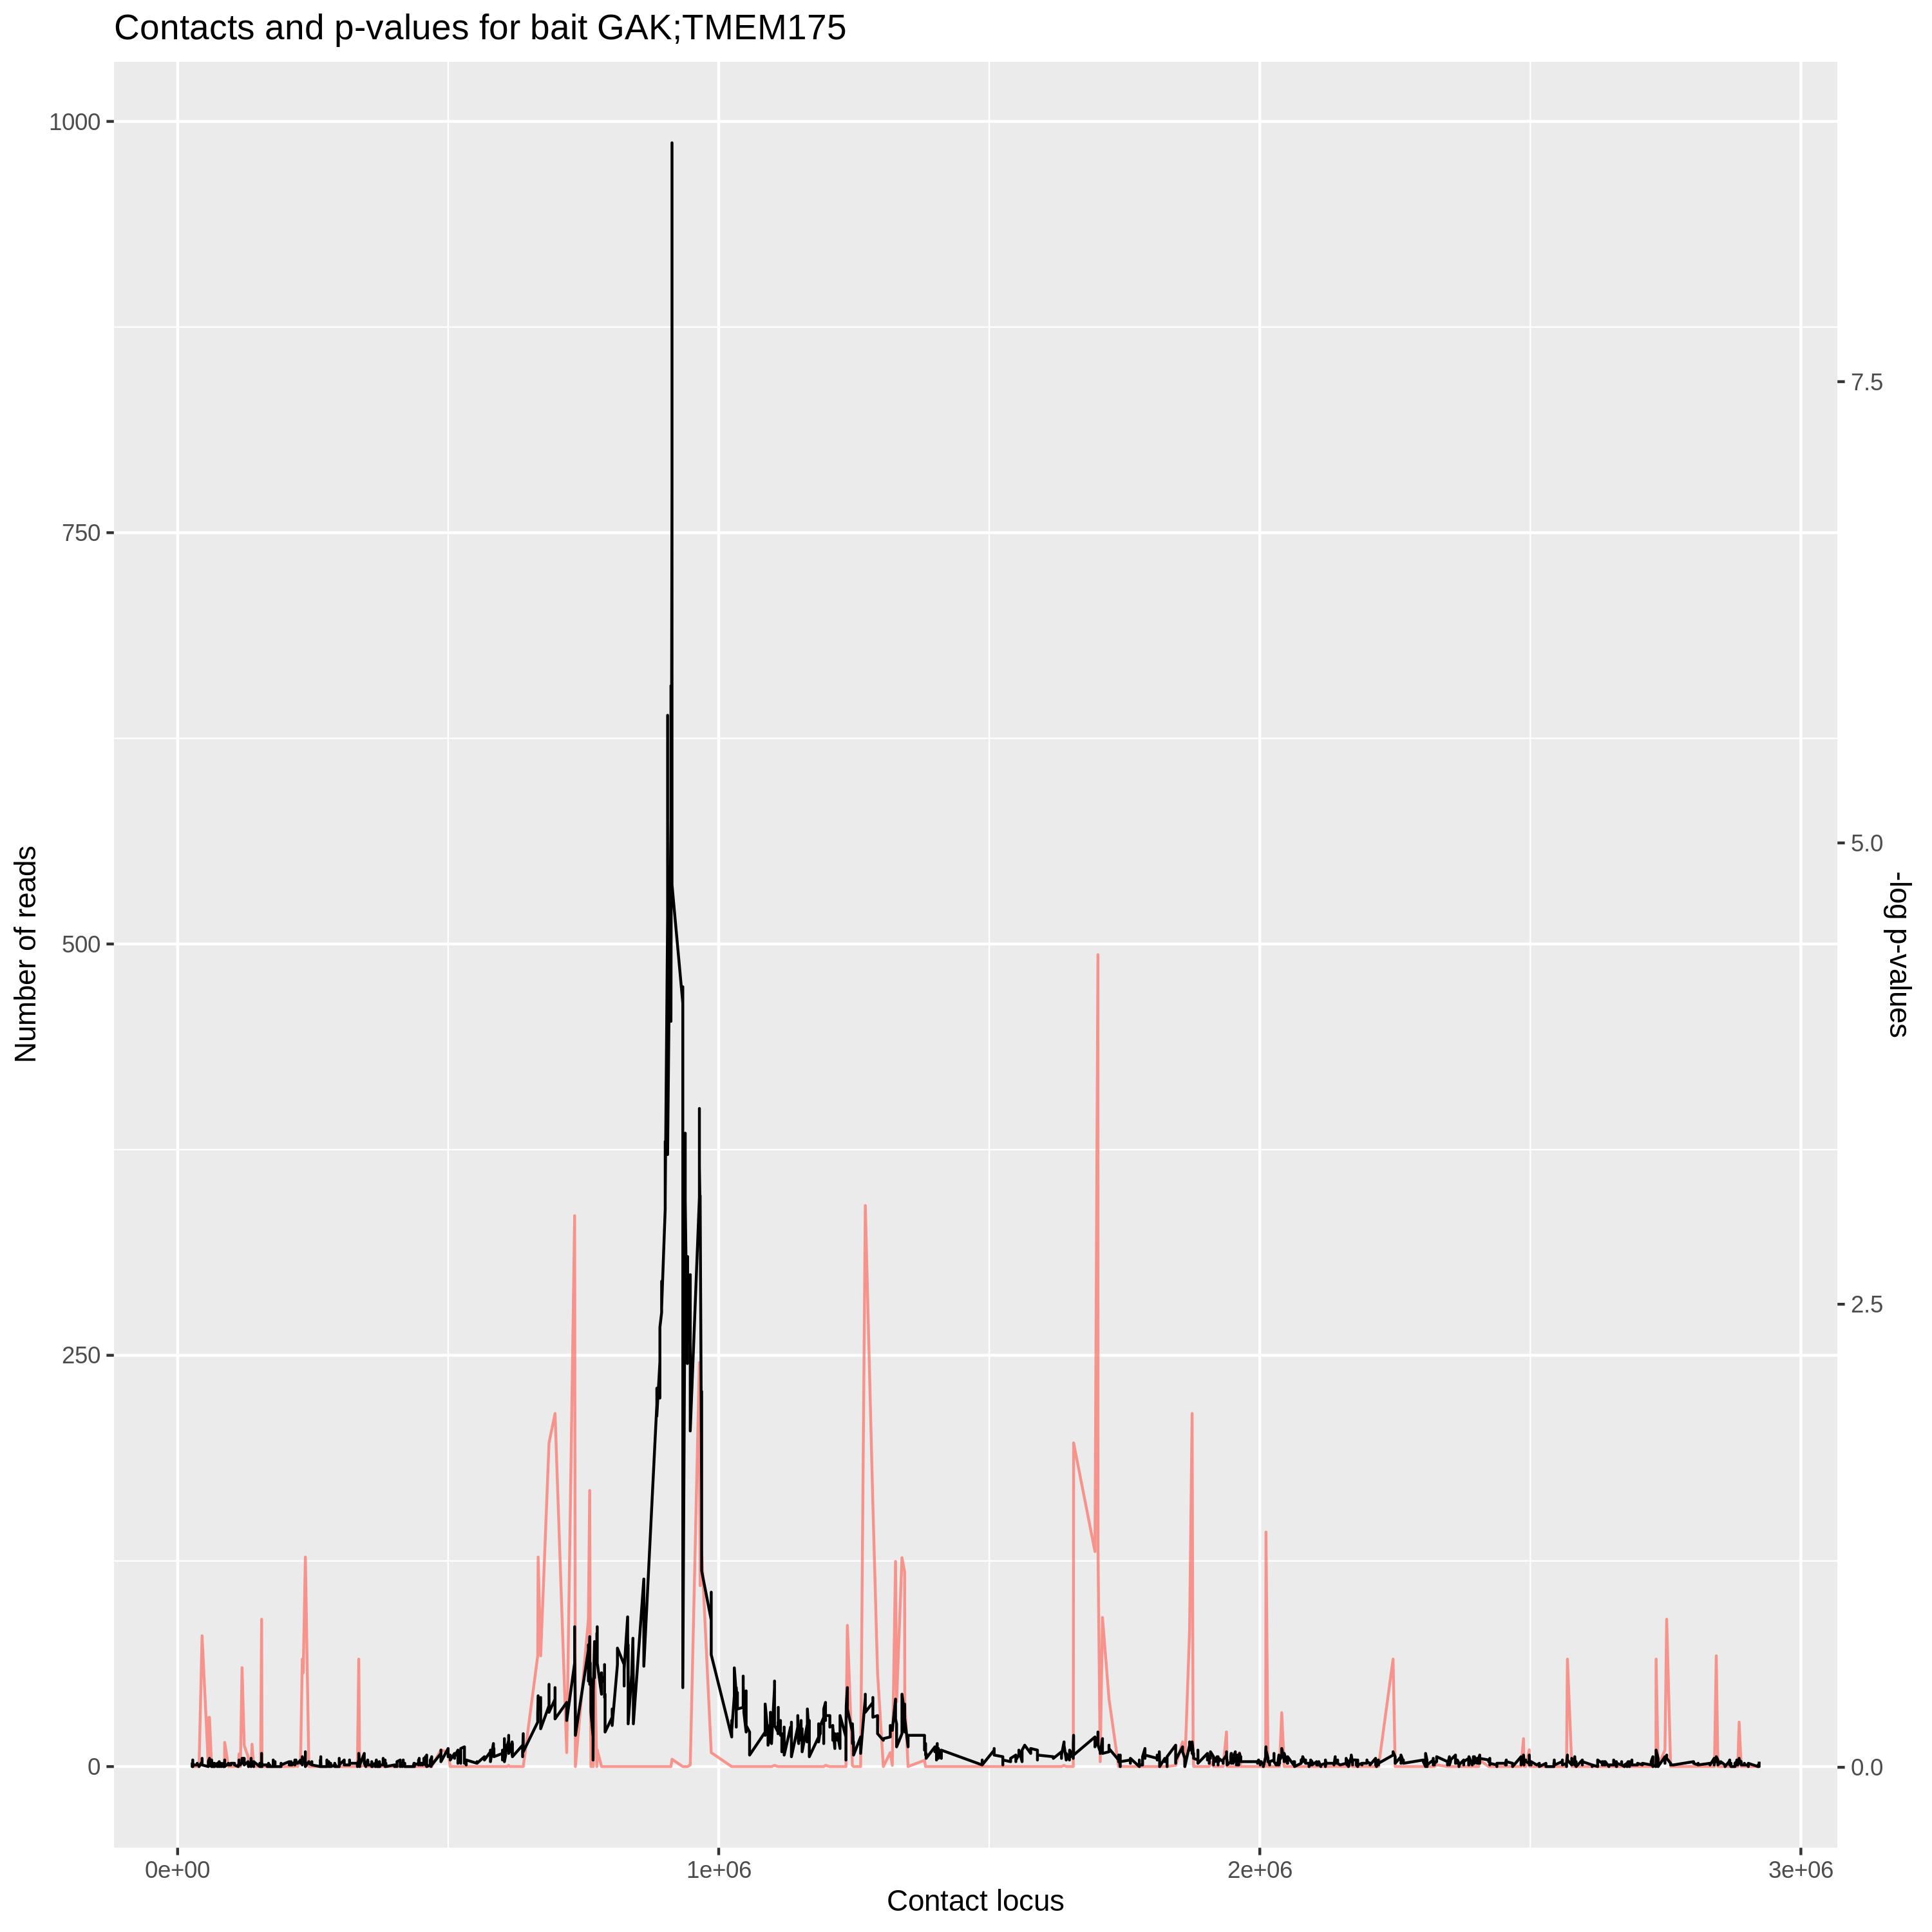 Contacts and p-values for bait GAK;TMEM175
1000
750
500
250
0
Number of reads
7.5
5.0
2.5
0.0
-log p-values
0e+00
1e+06
2e+06
3e+06
Contact locus